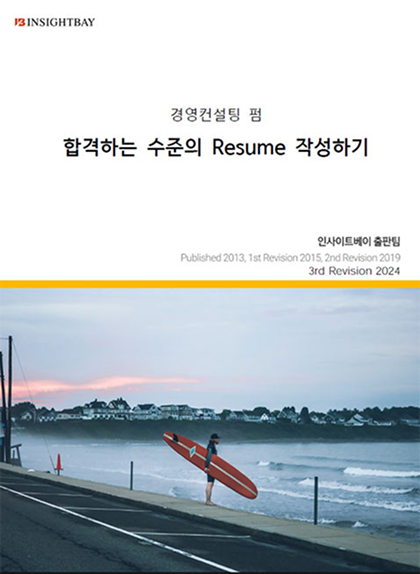 INSIGHTBAY
경영컨설팅 펌
합격하는 수준의 Resume 작성하기
인사이트베이 출판팀
Published 2013, 1st Revision 2015, 2nd Revision 2019
3rd Revision 2024